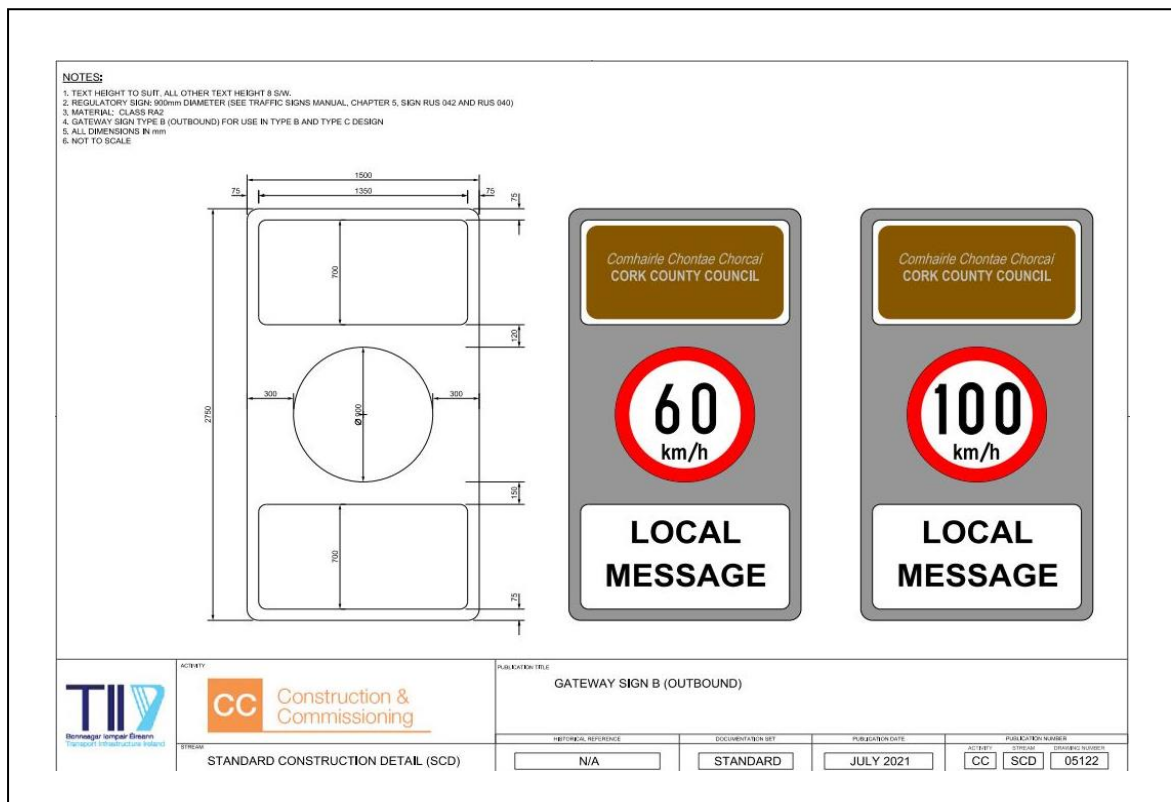 NOTES:
1. TEXT HEIGHT TO SUIT, ALL OTHER TEXT HEIGHT 8 S/W.
2. REGULATORY SIGN: 900mm DIAMETER (SEE TRAFFIC SIGNS MANUAL, CHAPTER 5, SIGN RUS 042 AND RUS 040)
3. MATERIAL: CLASS RA2
4. GATEWAY SIGN TYPE B (OUTBOUND) FOR USE IN TYPE B AND TYPE C DESIGN
5. ALL DIMENSIONS IN mm
6. NOT TO SCALE
1500
75
1350
75
75
700
120
2750
300
Ø 900
300
150
700
75
Comhairle Chontae Chorcaí
CORK COUNTY COUNCIL
60
km/h
LOCAL
MESSAGE
Comhairle Chontae Chorcaí
CORK COUNTY COUNCIL
100
km/h
LOCAL
MESSAGE
TII
Bonneagar Iompair Éireann
Transport Infrastructure Ireland
ACTIVITY
CC
Construction &
Commissioning
STREAM
STANDARD CONSTRUCTION DETAIL (SCD)
PUBLICATION TITLE
GATEWAY SIGN B (OUTBOUND)
HISTORICAL REFERENCE
N/A
DOCUMENTATION SET
STANDARD
PUBLICATION DATE
JULY 2021
PUBLICATION NUMBER
ACTIVITY STREAM DRAWING NUMBER
CC SCD 05122